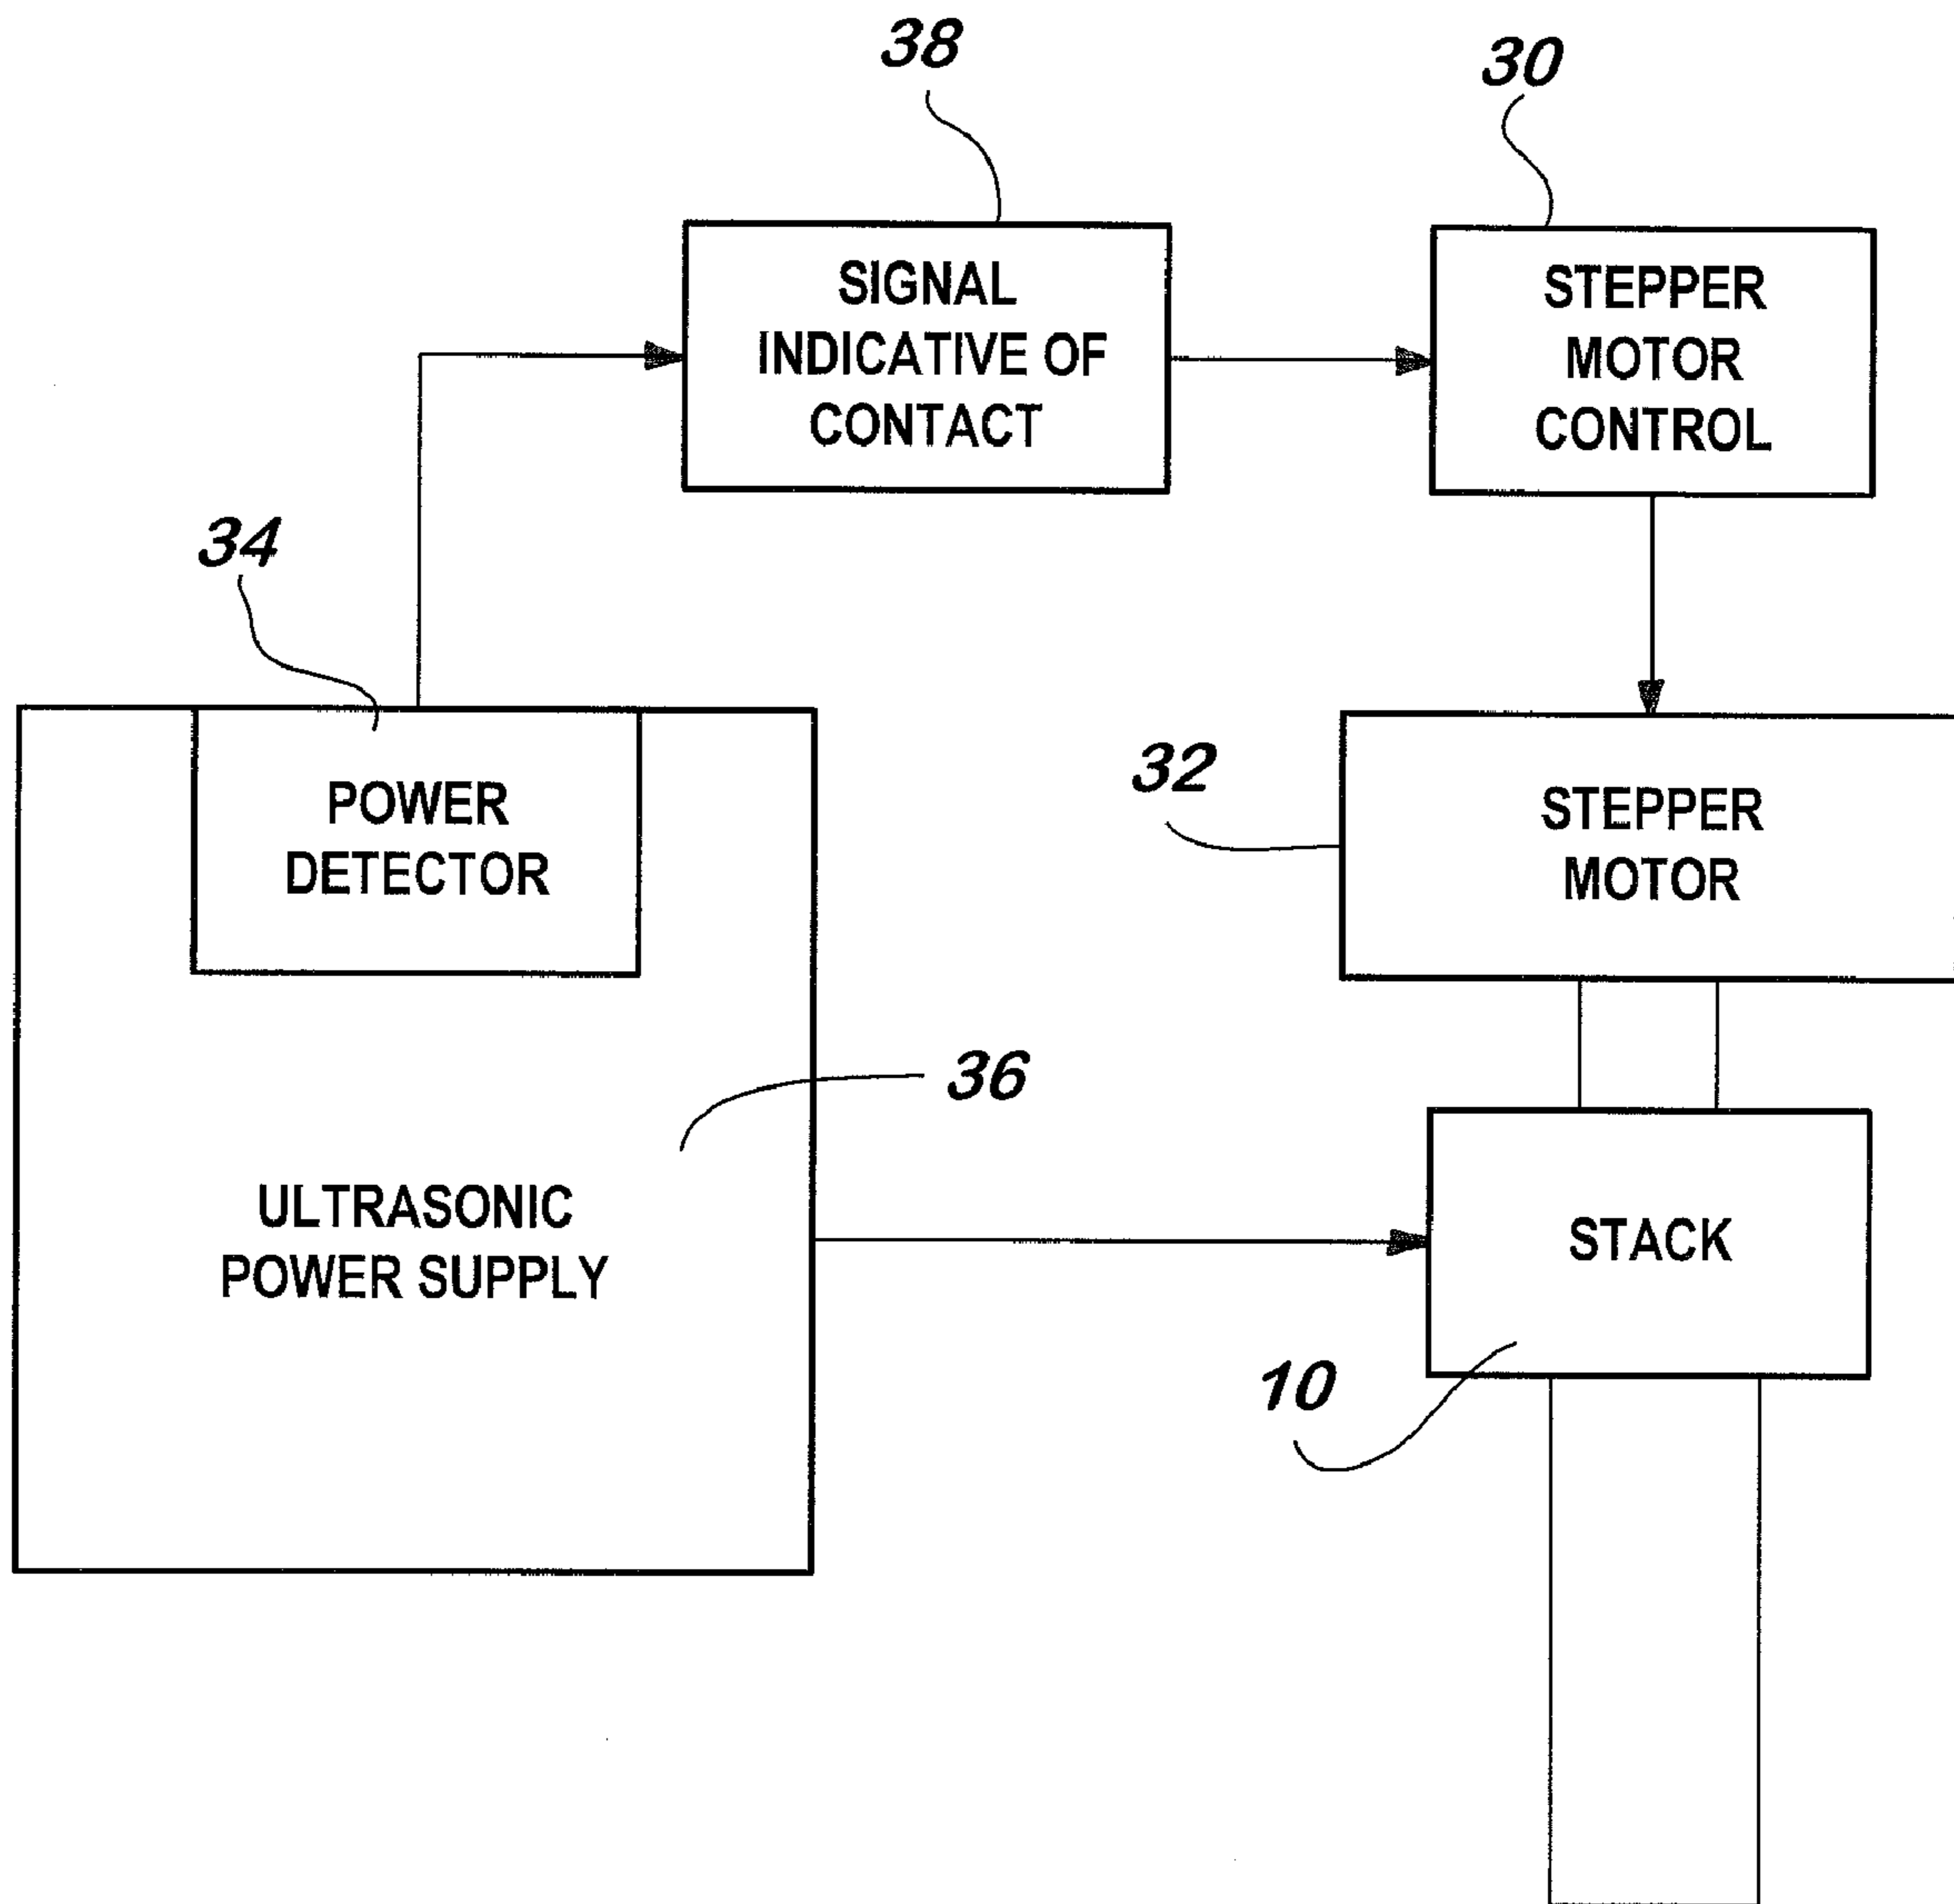 38
30
SIGNAL
INDICATIVE OF
CONTACT
STEPPER
MOTOR
CONTROL
34
POWER
DETECTOR
32
STEPPER
MOTOR
36
ULTRASONIC
POWER SUPPLY
STACK
10